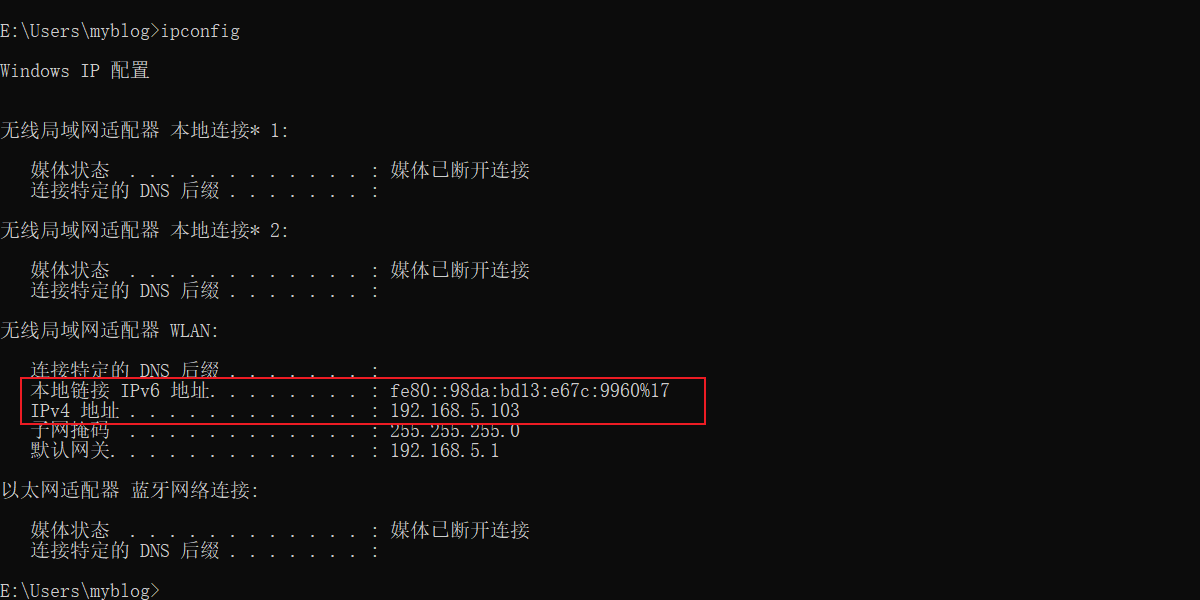 E:\Users\myblog>ipconfig
Windows IP 配置
无线局域网适配器 本地连接* 1:
媒体状态  . . . . . . . . . . . . : 媒体已断开连接
连接特定的 DNS 后缀 . . . . . . . :
无线局域网适配器 本地连接* 2:
媒体状态  . . . . . . . . . . . . : 媒体已断开连接
连接特定的 DNS 后缀 . . . . . . . :
无线局域网适配器 WLAN:
连接特定的 DNS 后缀 . . . . . . . :
本地链接 IPv6 地址. . . . . . . . : fe80::98da:bd13:e67c:9960%17
IPv4 地址 . . . . . . . . . . . . : 192.168.5.103
子网掩码  . . . . . . . . . . . . : 255.255.255.0
默认网关. . . . . . . . . . . . . : 192.168.5.1
以太网适配器 蓝牙网络连接:
媒体状态  . . . . . . . . . . . . : 媒体已断开连接
连接特定的 DNS 后缀 . . . . . . . :
E:\Users\myblog>